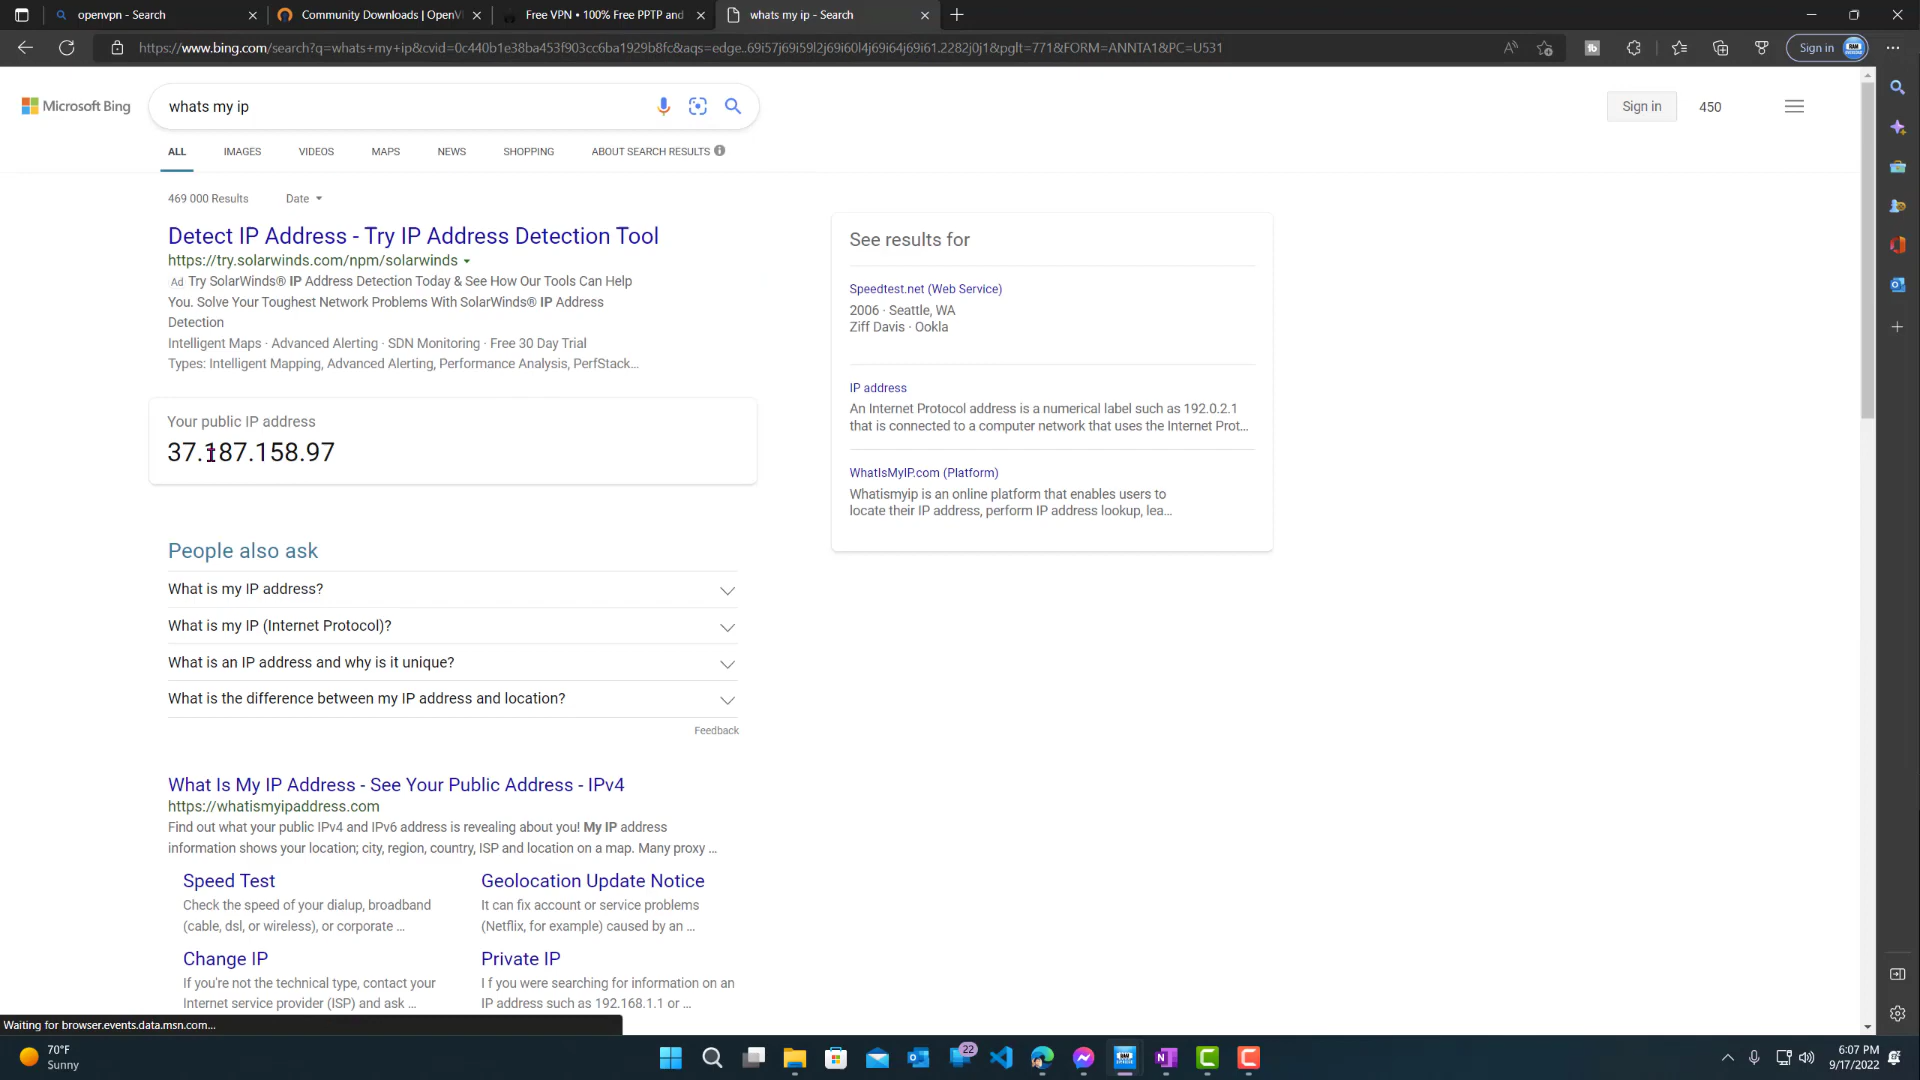 openvpn - Search
Community Downloads | OpenV
Free VPN • 100% Free PPTP and
whats my ip - Search
https://www.bing.com/search?q=whats+my+ip&cvid=0c440b1e38ba453f903cc6ba1929b8fc&aqs=edge..69i57j69i59l2j69i60l4j69i64j69i61.2282j0j1&pglt=771&FORM=ANNTA1&PC=U531
Sign in
Microsoft Bing
whats my ip
Sign in
450
ALL
IMAGES
VIDEOS
MAPS
NEWS
SHOPPING
ABOUT SEARCH RESULTS
469 000 Results
Date
Detect IP Address - Try IP Address Detection Tool
https://try.solarwinds.com/npm/solarwinds
Ad Try SolarWinds® IP Address Detection Today & See How Our Tools Can Help
You. Solve Your Toughest Network Problems With SolarWinds® IP Address
Detection
Intelligent Maps · Advanced Alerting · SDN Monitoring · Free 30 Day Trial
Types: Intelligent Mapping, Advanced Alerting, Performance Analysis, PerfStack...
Your public IP address
37.187.158.97
People also ask
What is my IP address?
What is my IP (Internet Protocol)?
What is an IP address and why is it unique?
What is the difference between my IP address and location?
Feedback
What Is My IP Address - See Your Public Address - IPv4
https://whatismyipaddress.com
Find out what your public IPv4 and IPv6 address is revealing about you! My IP address
information shows your location; city, region, country, ISP and location on a map. Many proxy ...
Speed Test
Check the speed of your dialup, broadband
(cable, dsl, or wireless), or corporate ...
Geolocation Update Notice
It can fix account or service problems
(Netflix, for example) caused by an ...
Change IP
If you're not the technical type, contact your
Internet service provider (ISP) and ask ...
Private IP
I f you were searching for information on an
IP address such as 192.168.1.1 or ...
See results for
Speedtest.net (Web Service)
2006 · Seattle, WA
Ziff Davis · Ookla
IP address
An Internet Protocol address is a numerical label such as 192.0.2.1
that is connected to a computer network that uses the Internet Prot...
WhatIsMyIP.com (Platform)
Whatismyip is an online platform that enables users to
locate their IP address, perform IP address lookup, lea...
Waiting for browser.events.data.msn.com...
70°F
Sunny
22
6:07 PM
9/17/2022